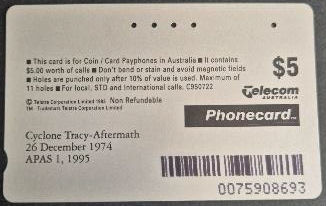 ■ This card is for Coin / Card Payphones in Australia ■ It contains
$5.00 worth of calls ■ Don't bend or stain and avoid magnetic fields
■ Holes are punched only after 10% of value is used. Maximum of
11 holes ■ For local, STD and International calls. C950722
$5
© Telstra Corporation Limited 1995 Non Refundable
TM Trademark Telstra Corporation Limited
Telecom
AUSTRALIA
Phonecard™
Cyclone Tracy-Aftermath
26 December 1974
APAS 1, 1995
0075908693